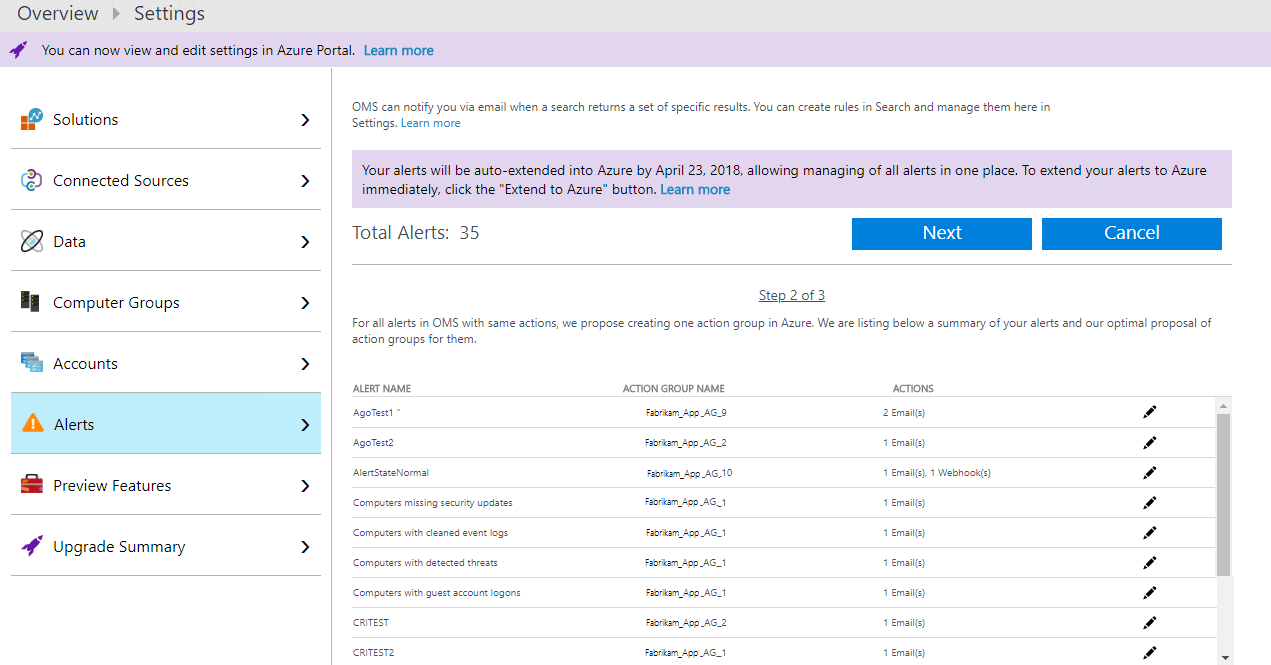 Overview Settings
You can now view and edit settings in Azure Portal. Learn more
Solutions
Connected Sources
Data
Computer Groups
Accounts
Alerts
Preview Features
Upgrade Summary
OMS can notify you via email when a search returns a set of specific results. You can create rules in Search and manage them here in
Settings. Learn more
Your alerts will be auto-extended into Azure by April 23, 2018, allowing managing of all alerts in one place. To extend your alerts to Azure
immediately, click the "Extend to Azure" button. Learn more
Total Alerts: 35 Next Cancel
Step 2 of 3
For all alerts in OMS with same actions, we propose creating one action group in Azure. We are listing below a summary of your alerts and our optimal proposal of
action groups for them.
ALERT NAME ACTION GROUP NAME ACTIONS
AgoTest1 " Fabrikam_App_AG_9 2 Email(s)
AgoTest2 Fabrikam_App_AG_2 1 Email(s)
AlertStateNormal Fabrikam_App_AG_10 1 Email(s), 1 Webhook(s)
Computers missing security updates Fabrikam_App_AG_1 1 Email(s)
Computers with cleaned event logs Fabrikam_App_AG_1 1 Email(s)
Computers with detected threats Fabrikam_App_AG_1 1 Email(s)
Computers with guest account logons Fabrikam_App_AG_1 1 Email(s)
CRITEST Fabrikam_App_AG_2 1 Email(s)
CRITEST2 Fabrikam_App_AG_1 1 Email(s)